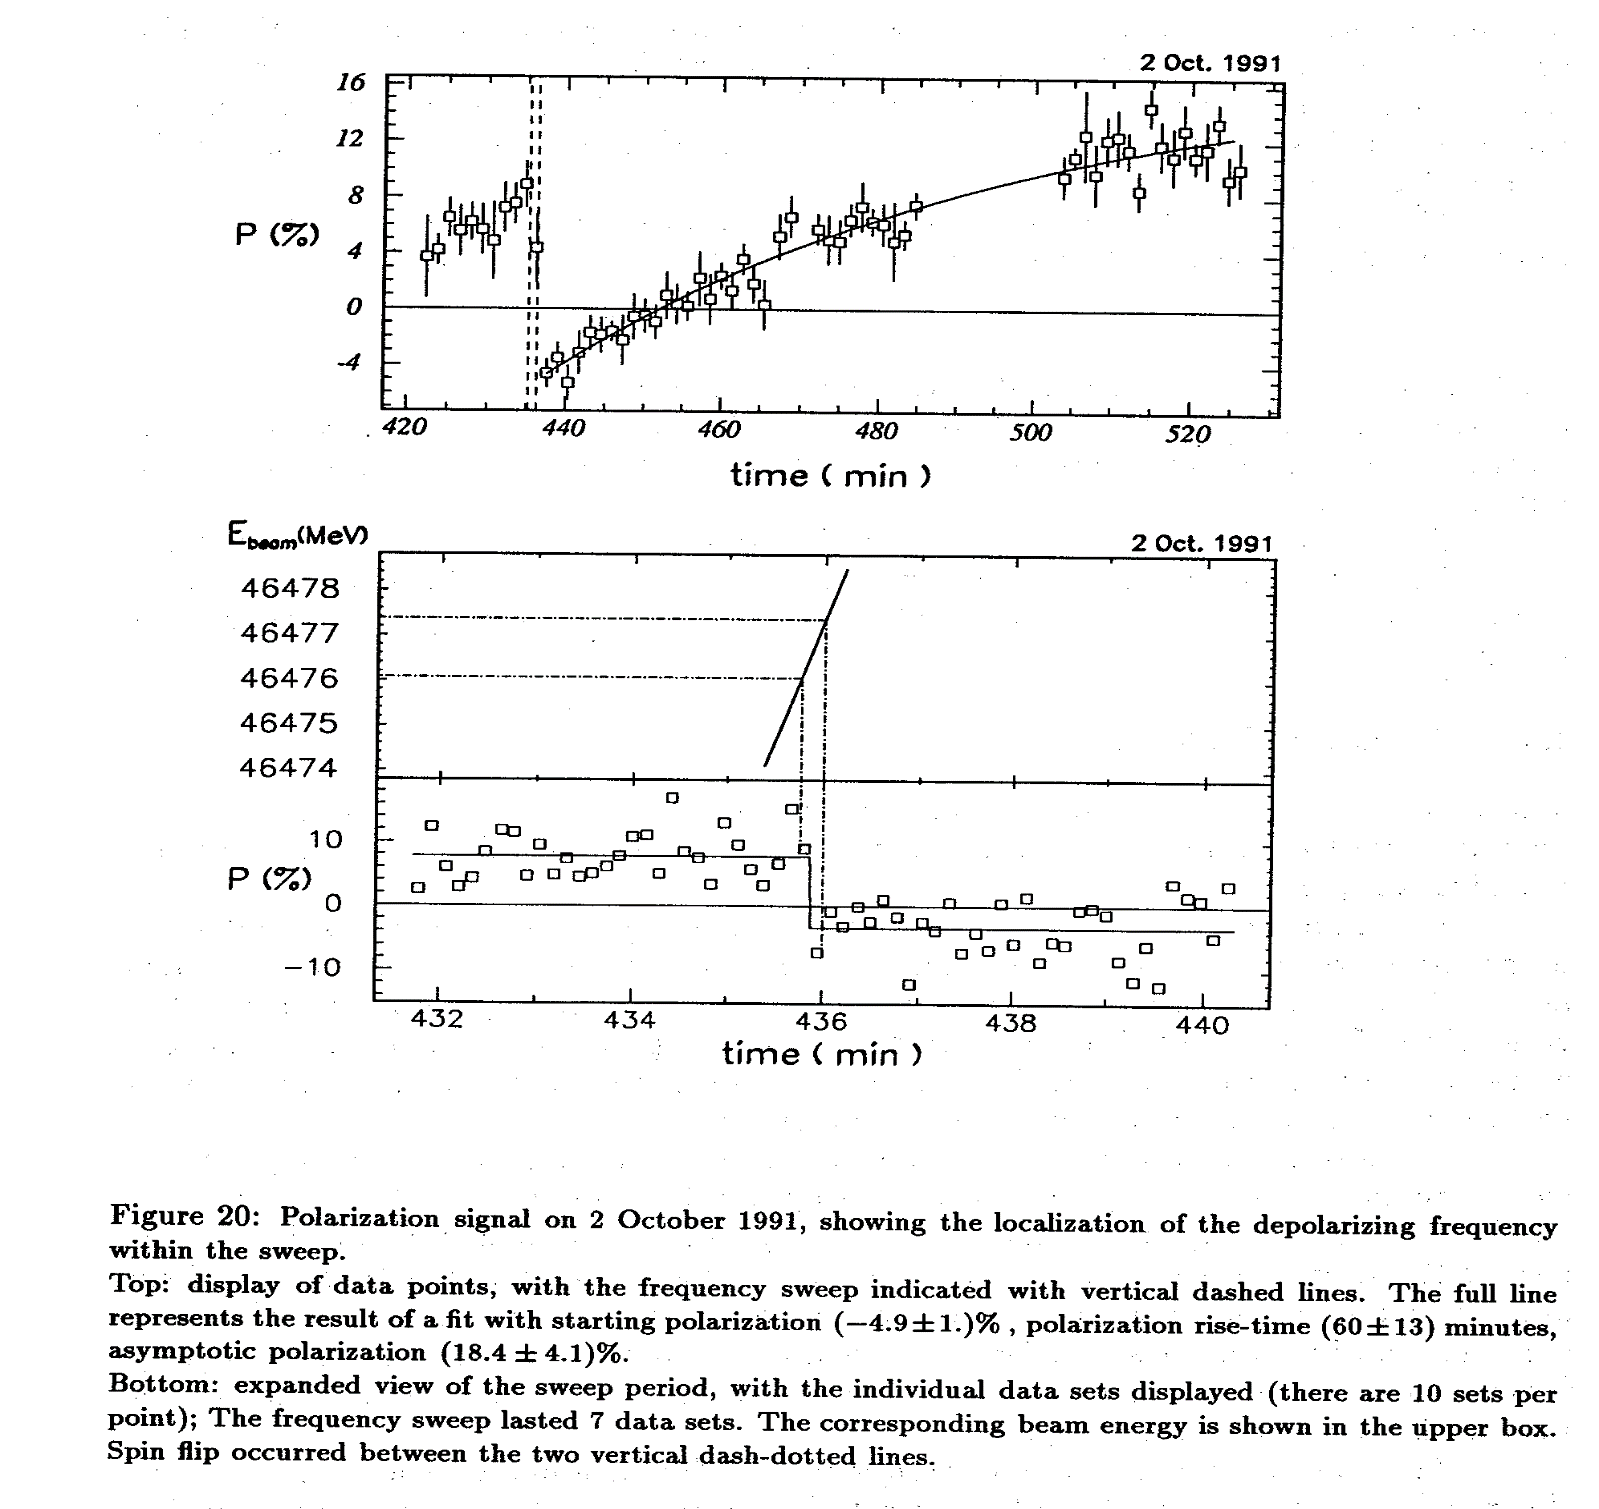 2 Oct. 1991
16
12
8
P (%)
4
0
-4
420 440 460 480 500 520
time ( min )
Ebeam(MeV)
2 Oct. 1991
46478
46477
46476
46475
46474
10
P (%)
0
−10
432 434 436 438 440
time ( min )
Figure 20: Polarization signal on 2 October 1991, showing the localization of the depolarizing frequency
within the sweep.
Top: display of data points, with the frequency sweep indicated with vertical dashed lines. The full line
represents the result of a fit with starting polarization (−4.9±1.)% , polarization rise-time (60±13) minutes,
asymptotic polarization (18.4 ± 4.1)%.
Bottom: expanded view of the sweep period, with the individual data sets displayed (there are 10 sets per
point); The frequency sweep lasted 7 data sets. The corresponding beam energy is shown in the upper box.
Spin flip occurred between the two vertical dash-dotted lines.